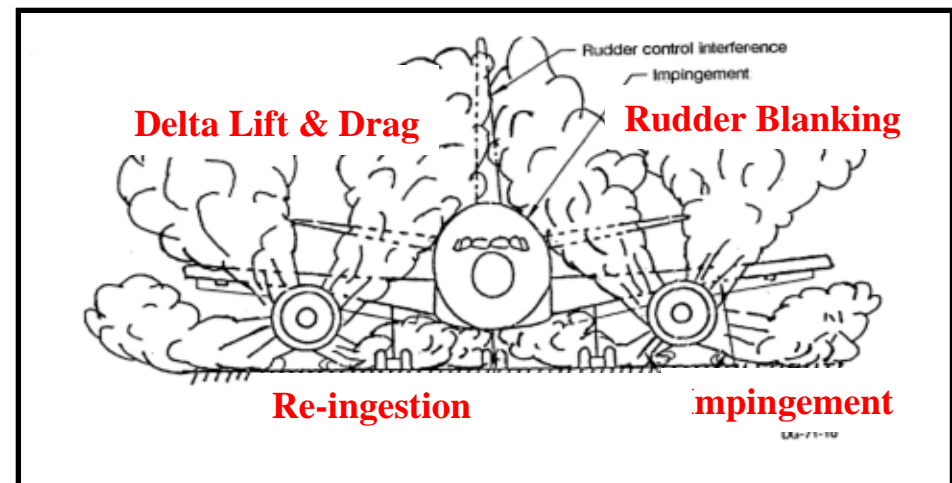 Rudder control interference
Impingement
Delta Lift & Drag
Rudder Blanking
Re-ingestion
mpingement